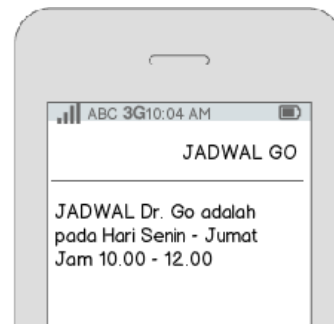 ABC 3G10:04 AM
JADWAL GO
JADWAL Dr. Go adalah
pada Hari Senin - Jumat
Jam 10.00 - 12.00